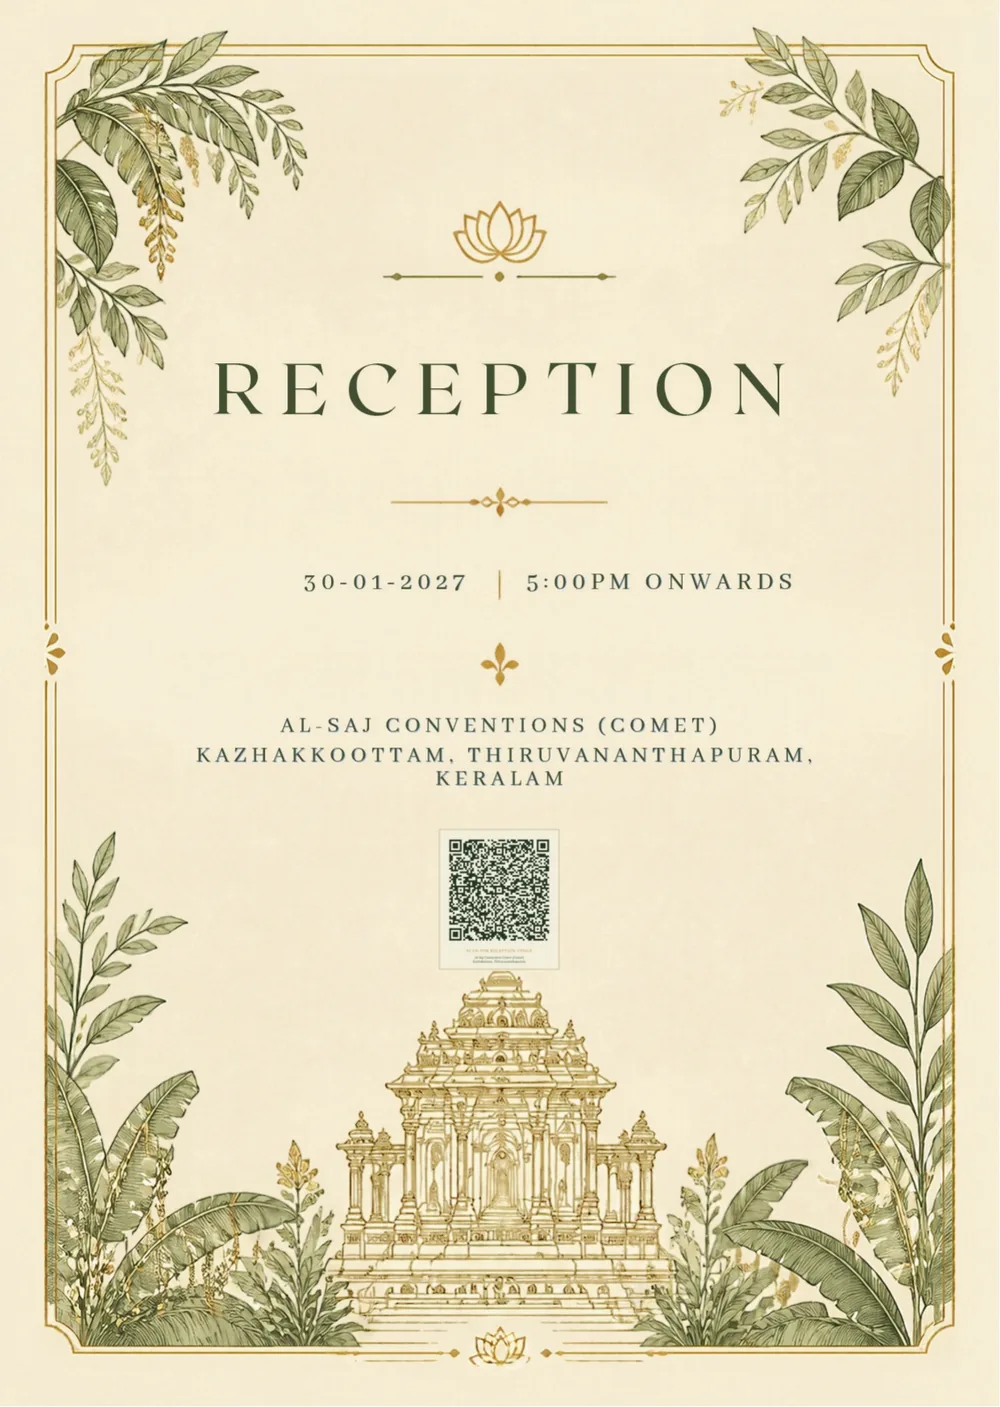 RECEPTION
30-01-2027 | 5:00PM ONWARDS
AL-SAJ CONVENTIONS (COMET)
KAZHAKKOOTTAM, THIRUVANANTHAPURAM,
KERALAM